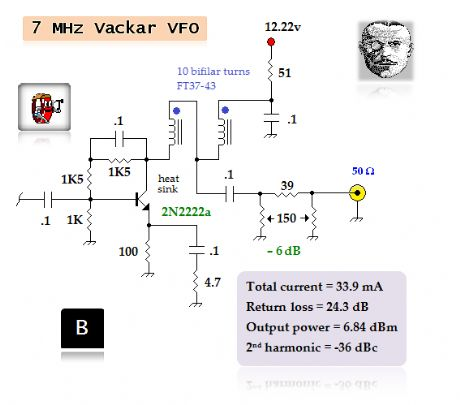 7 MHz Vackar VFO
12.22v
10 bifilar turns
FT37-43
51
.1
.1
1K5
1K5
heat
sink
.1
50 Ω
39
2N2222a
.1
1K
150
100
.1
- 6 dB
4.7
B
Total current = 33.9 mA
Return loss = 24.3 dB
Output power = 6.84 dBm
2nd harmonic = -36 dBc